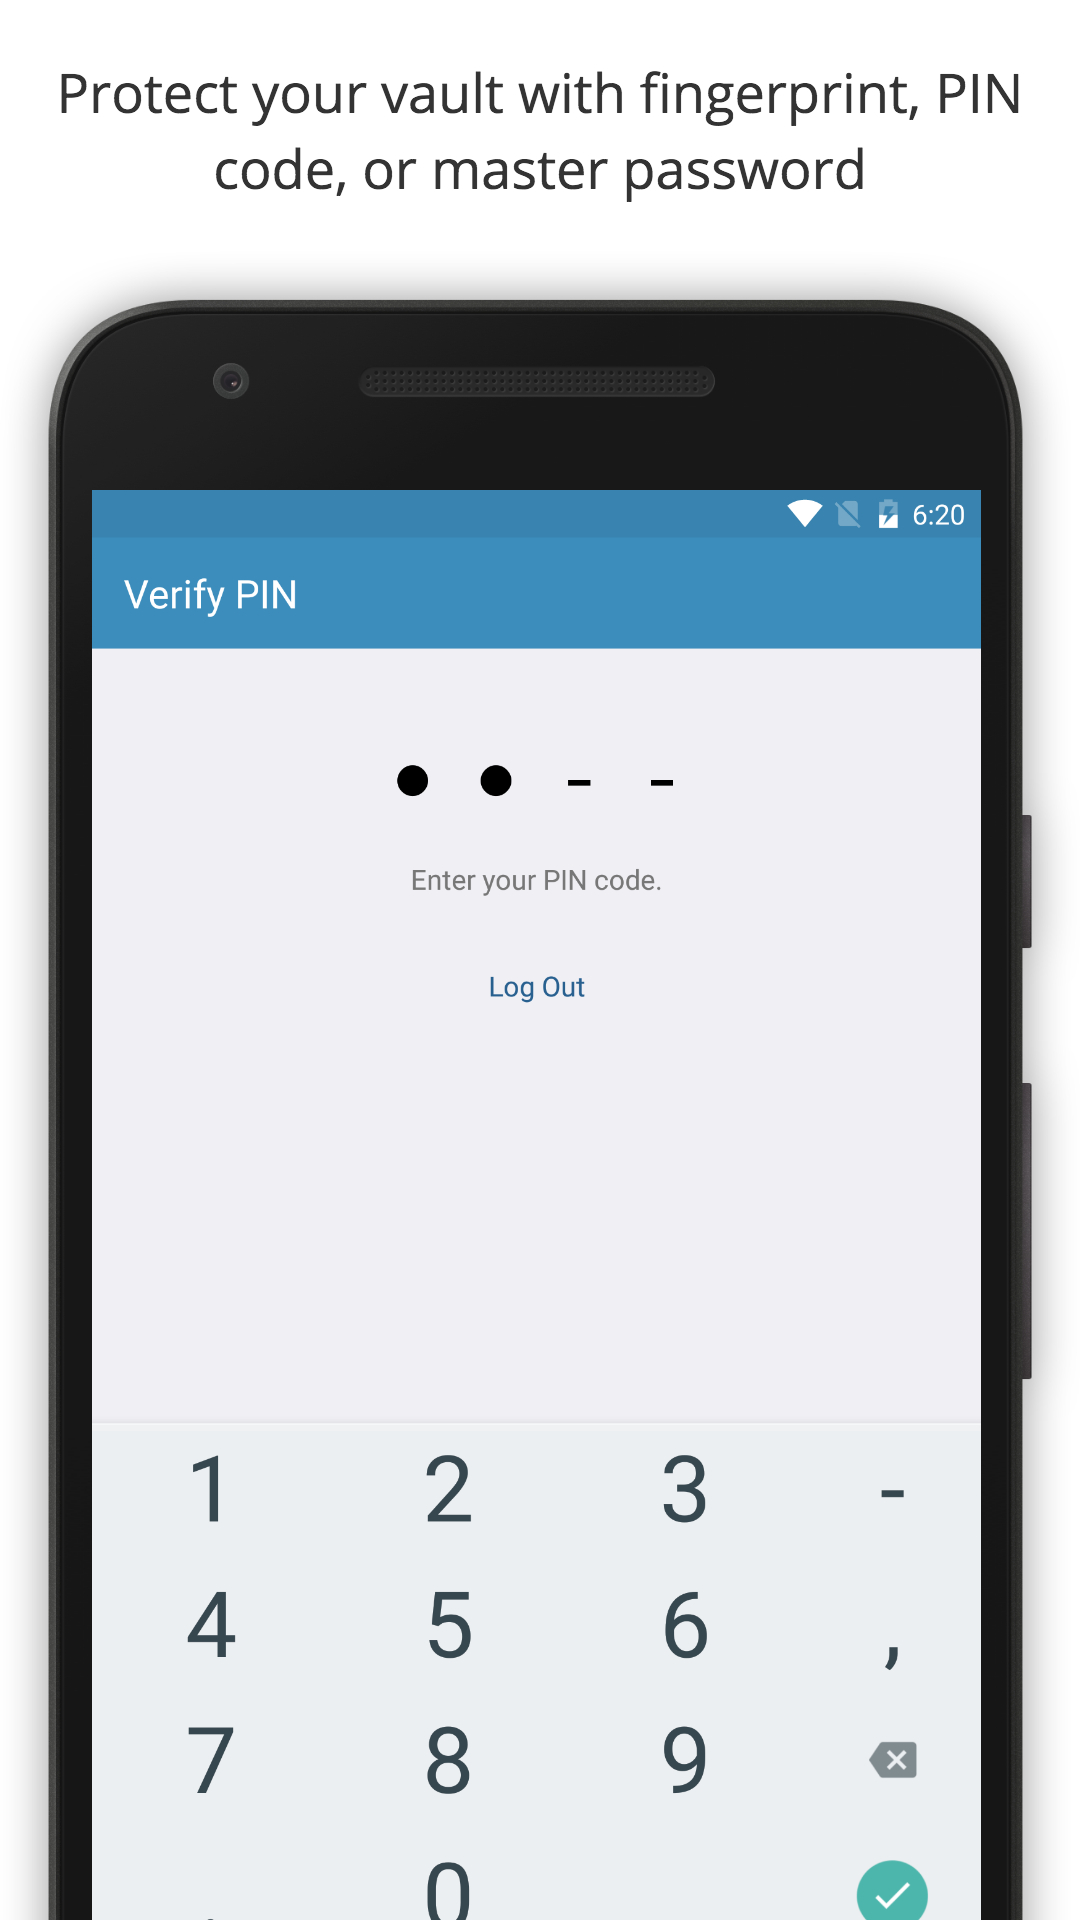 Protect your vault with fingerprint, PIN
code, or master password
6:20
Verify PIN
Enter your PIN code.
Log Out
1 2 3 -
4 5 6 ,
7 8 9
. 0